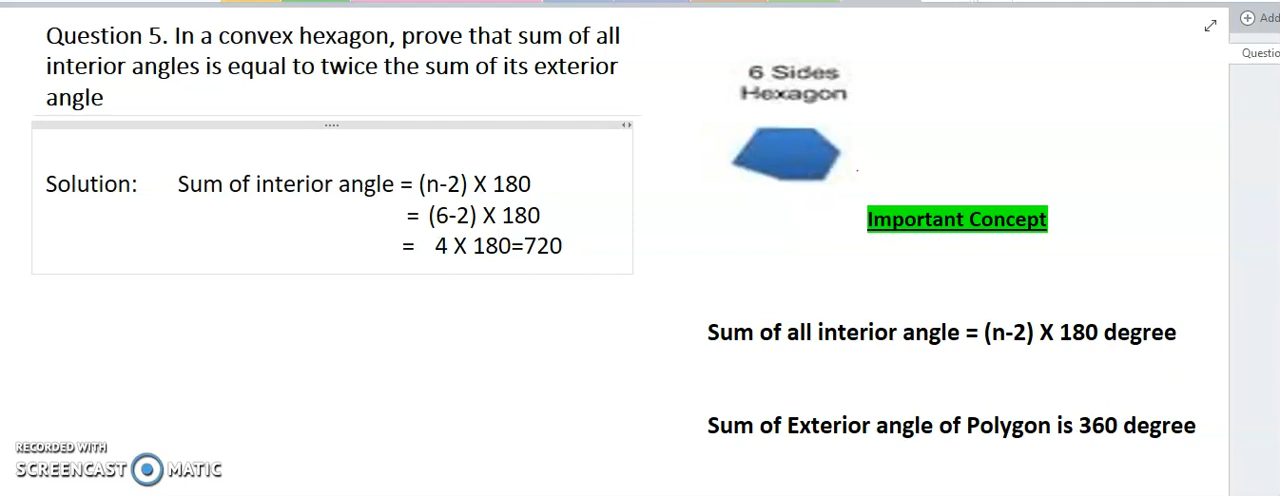 Question 5. In a convex hexagon, prove that sum of all
interior angles is equal to twice the sum of its exterior
angle
Solution: Sum of interior angle = (n-2) X 180
= (6-2) X 180
= 4 X 180=720
6 Sides
Hexagon
Important Concept
Sum of all interior angle = (n-2) X 180 degree
Sum of Exterior angle of Polygon is 360 degree
Add
RECORDED WITH
SCREENCAST MATIC